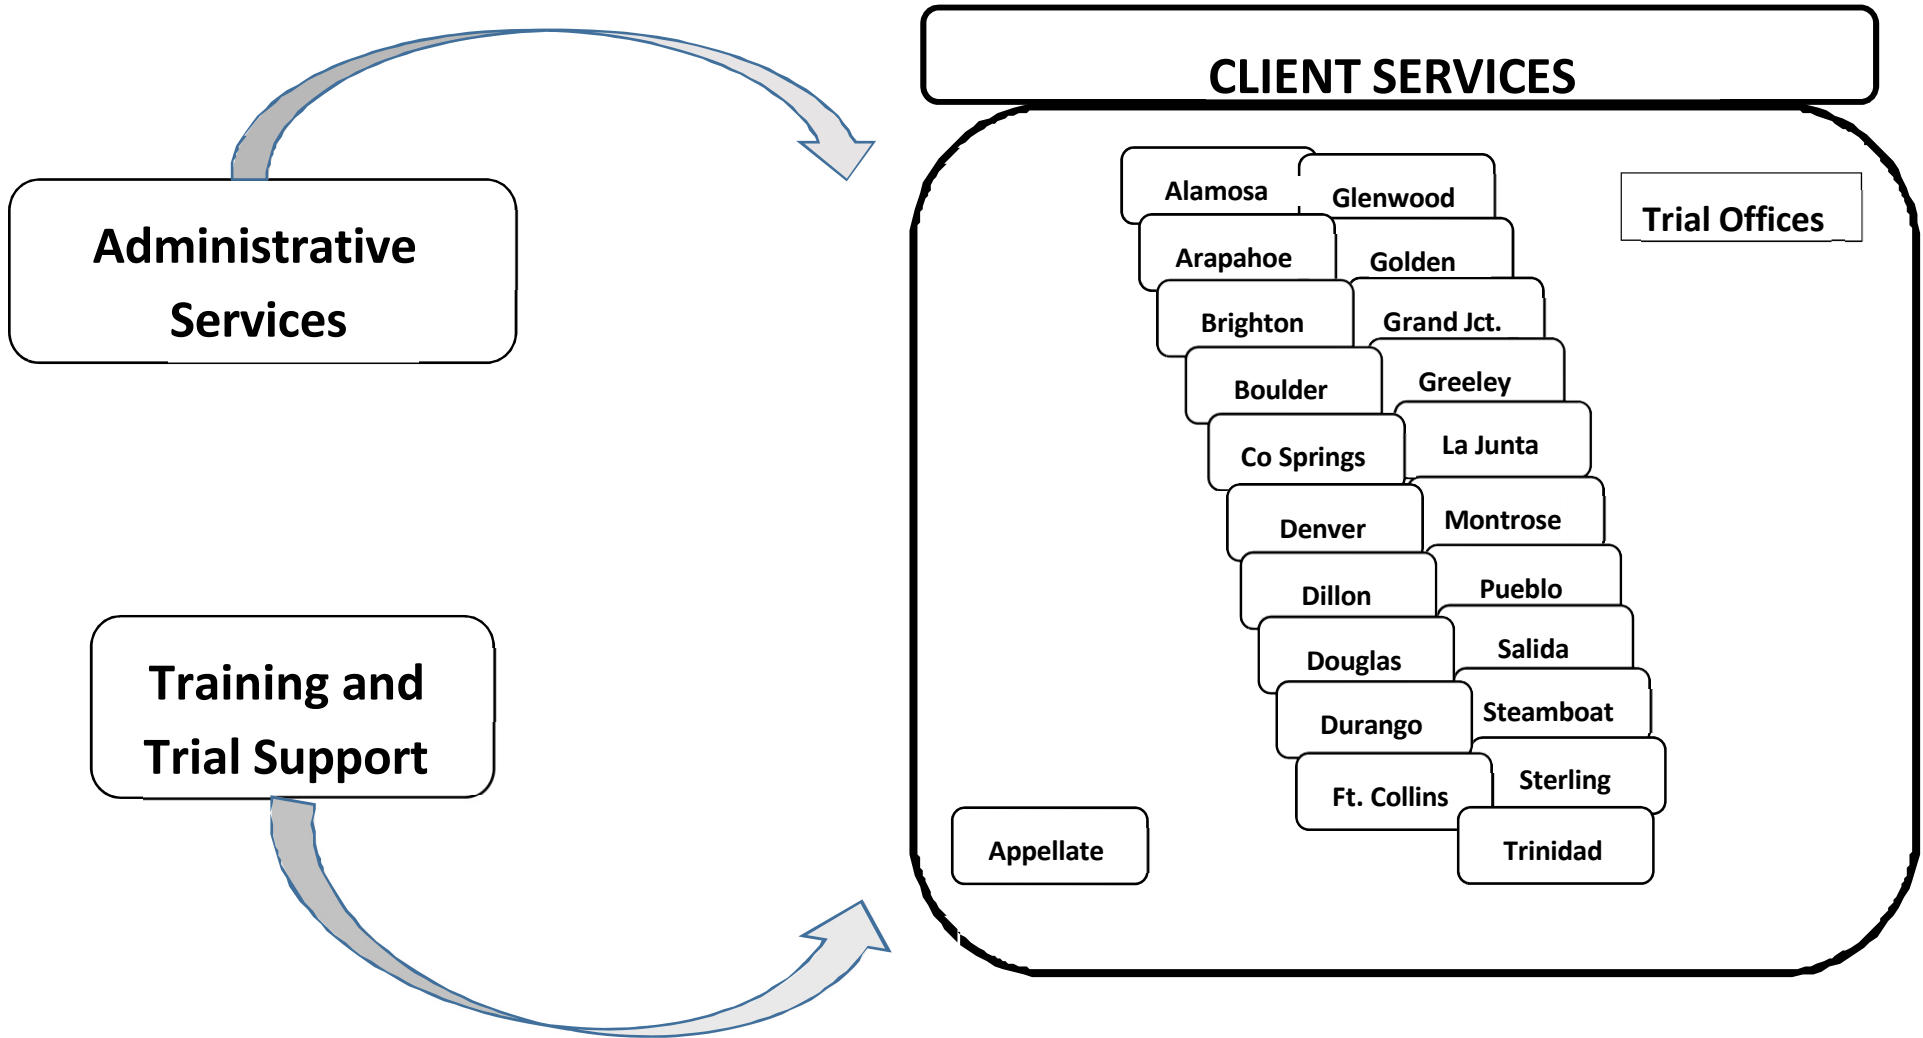 CLIENT SERVICES
Administrative
Services
Training and
Trial Support
Trial Offices
Alamosa
Arapahoe
Brighton
Boulder
Co Springs
Denver
Dillon
Douglas
Durango
Ft. Collins
Glenwood
Golden
Grand Jct.
Greeley
La Junta
Montrose
Pueblo
Salida
Steamboat
Sterling
Trinidad
Appellate